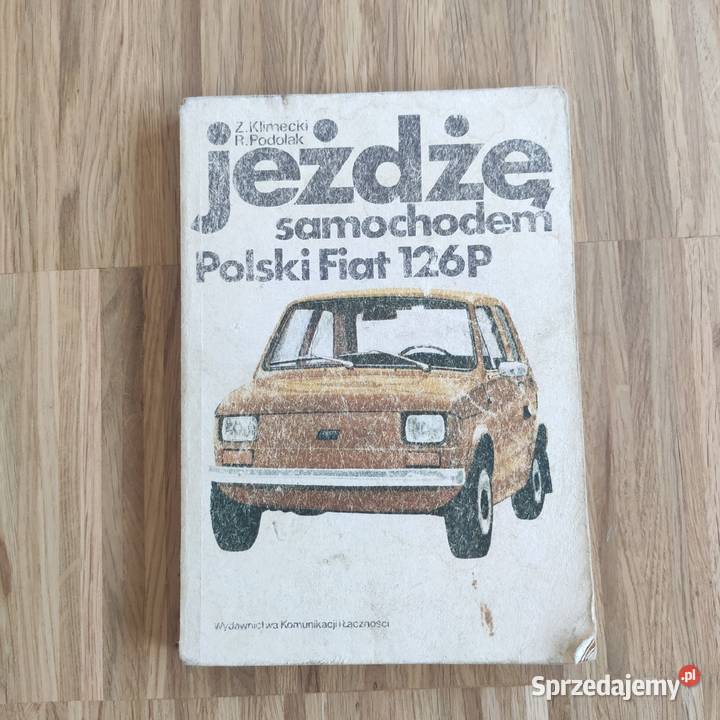 Z. Klimecki
R. Podolak
jeżdżę
samochodem
Polski Fiat 126P
Wydawnictwa Komunikacji i Łączności
Sprzedajemy.pl